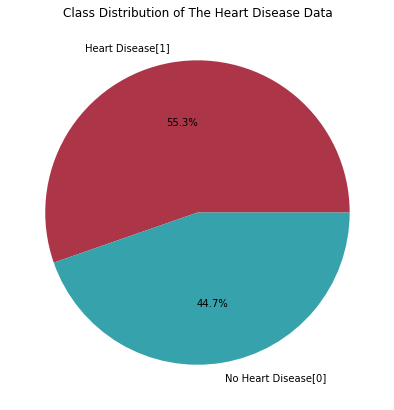 Class Distribution of The Heart Disease Data
Heart Disease[1]
55.3%
44.7%
No Heart Disease[0]